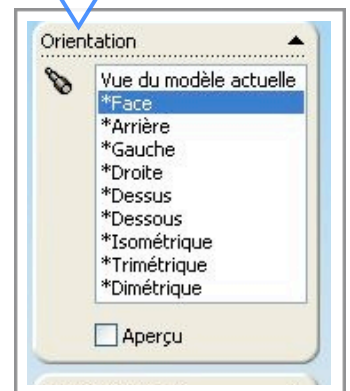 Orientation
Vue du modèle actuelle
*Face
*Arrière
*Gauche
*Droite
*Dessus
*Dessous
*Isométrique
*Trimétrique
*Dimétrique
Aperçu